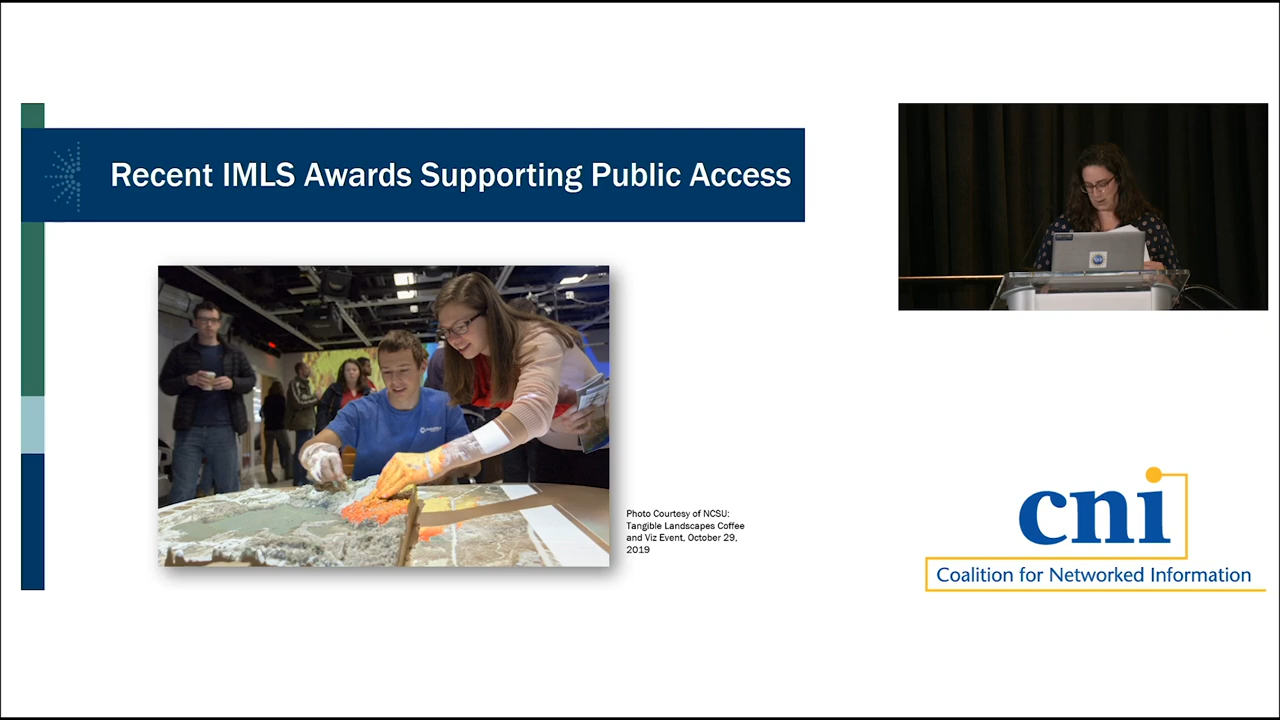 Recent IMLS Awards Supporting Public Access
Photo Courtesy of NCSU:
Tangible Landscapes Coffee
and Viz Event, October 29,
2019
cni
Coalition for Networked Information